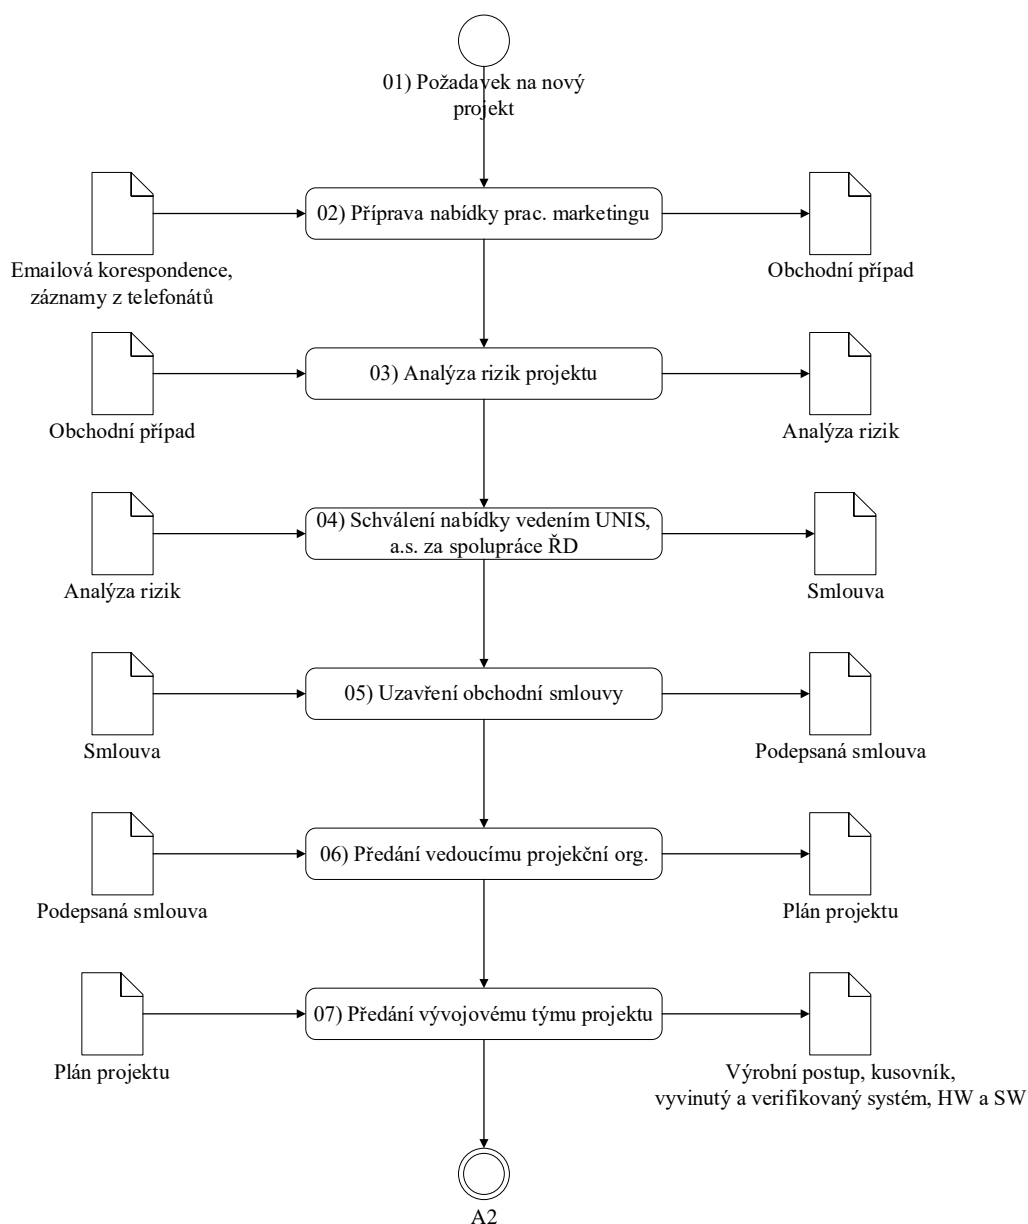 01) Požadavek na nový
projekt
02) Příprava nabídky prac. marketingu
Emailová korespondence,
záznamy z telefonátů
Obchodní případ
03) Analýza rizik projektu
Obchodní případ
Analýza rizik
04) Schválení nabídky vedením UNIS,
a.s. za spolupráce ŘD
Analýza rizik
Smlouva
05) Uzavření obchodní smlouvy
Smlouva
Podepsaná smlouva
06) Předání vedoucímu projekční org.
Podepsaná smlouva
Plán projektu
07) Předání vývojovému týmu projektu
Plán projektu
Výrobní postup, kusovník,
vyvinutý a verifikovaný systém, HW a SW
A2